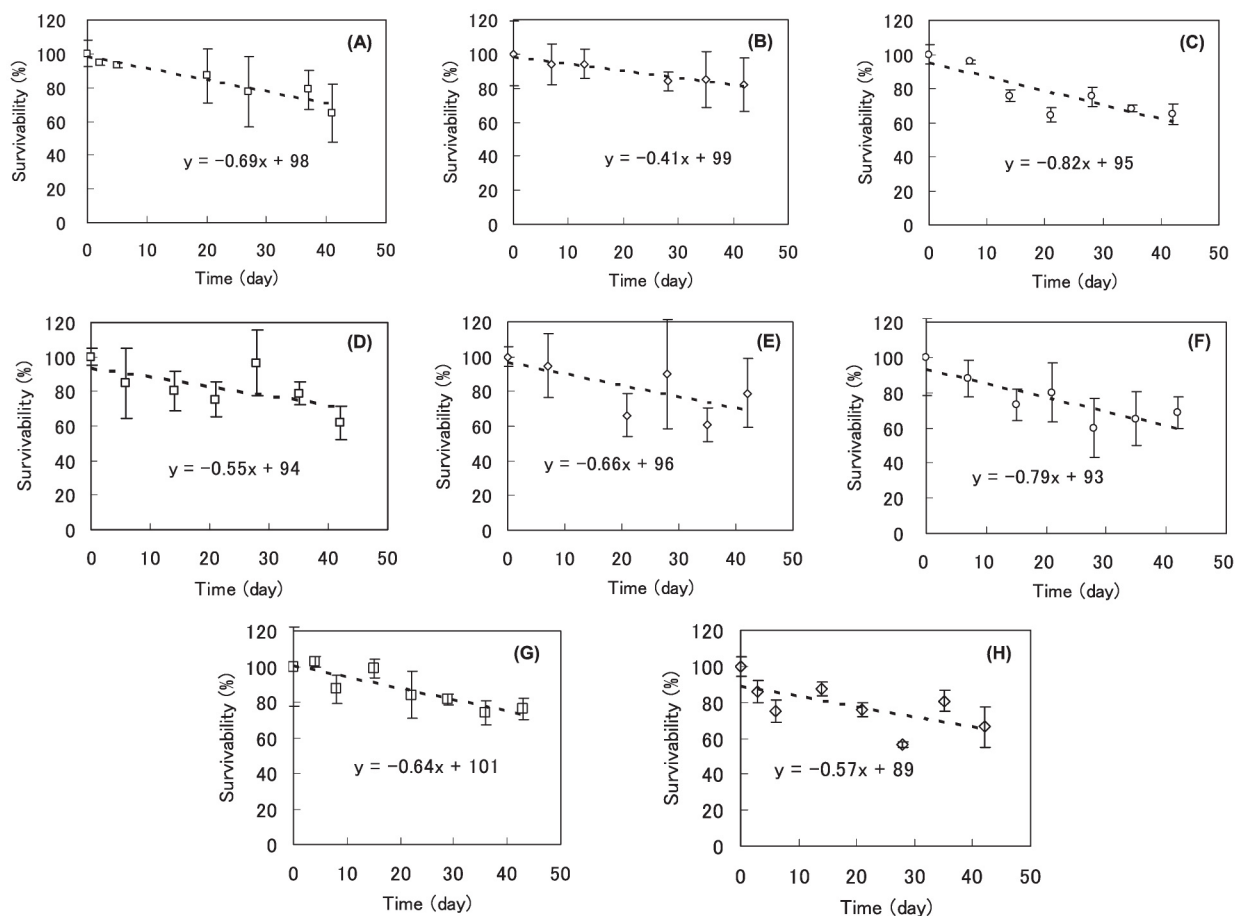 (A)
Survivability (%)
120
100
80
60
40
20
0
y = −0.69x + 98
0 10 20 30 40 50
Time (day)
(B)
Survivability (%)
120
100
80
60
40
20
0
y = −0.41x + 99
0 10 20 30 40 50
Time (day)
(C)
Survivability (%)
120
100
80
60
40
20
0
y = −0.82x + 95
0 10 20 30 40 50
Time (day)
(D)
Survivability (%)
120
100
80
60
40
20
0
y = −0.55x + 94
0 10 20 30 40 50
Time (day)
(E)
Survivability (%)
120
100
80
60
40
20
0
y = −0.66x + 96
0 10 20 30 40 50
Time (day)
(F)
Survivability (%)
120
100
80
60
40
20
0
y = −0.79x + 93
0 10 20 30 40 50
Time (day)
(G)
Survivability (%)
120
100
80
60
40
20
0
y = −0.64x + 101
0 10 20 30 40 50
Time (day)
(H)
Survivability (%)
120
100
80
60
40
20
0
y = −0.57x + 89
0 10 20 30 40 50
Time (day)